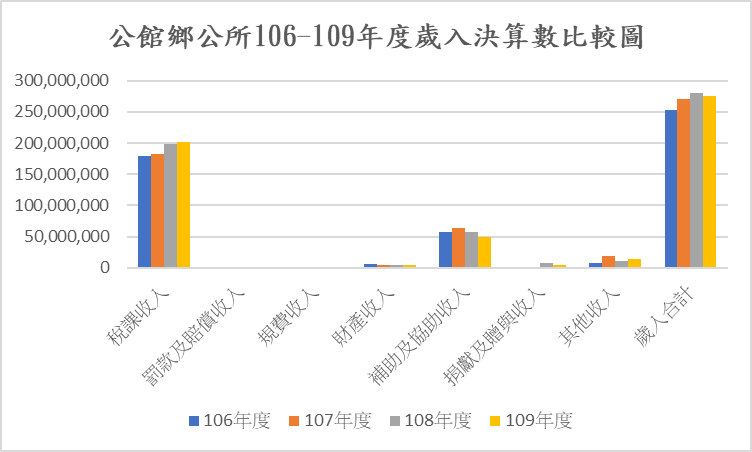 公館鄉公所106-109年度歲入決算數比較圖
300,000,000
250,000,000
200,000,000
150,000,000
100,000,000
50,000,000
0
稅課收入
罰款及賠償收入
規費收入
財產收入
補助及協助收入
捐獻及贈與收入
其他收入
歲入合計
106年度 107年度 108年度 109年度